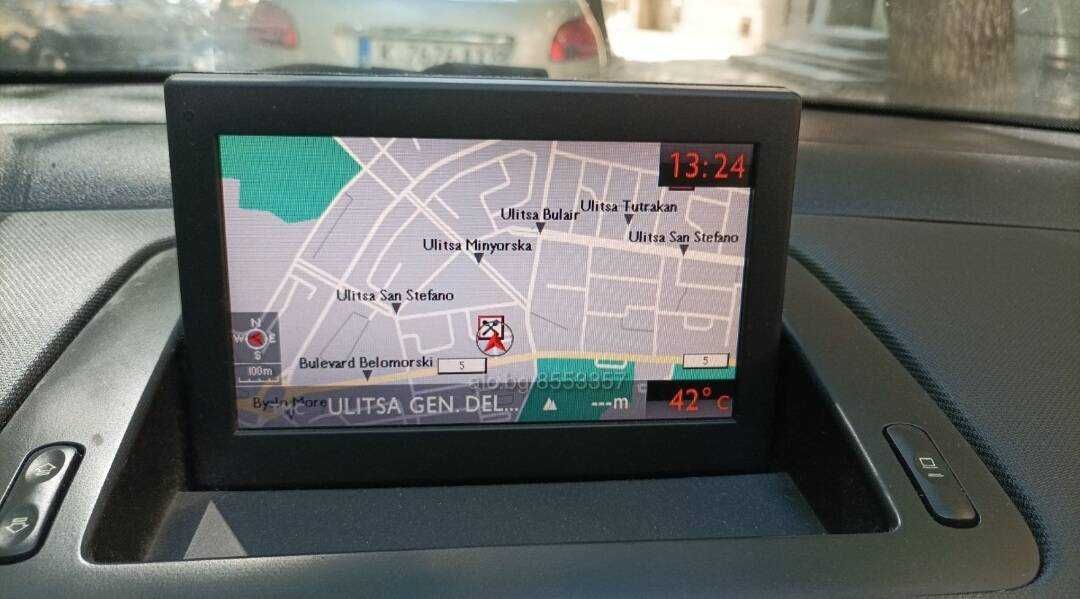 13:24
Ulitsa Tutrakan
Ulitsa Bulair
Ulitsa San Stefano
Ulitsa Minyorska
Ulitsa San Stefano
N
W E
S
100m
Bulevard Belomorski
5
5
alo.bg/8553357
ULITSA GEN. DEL...
---m
42°C